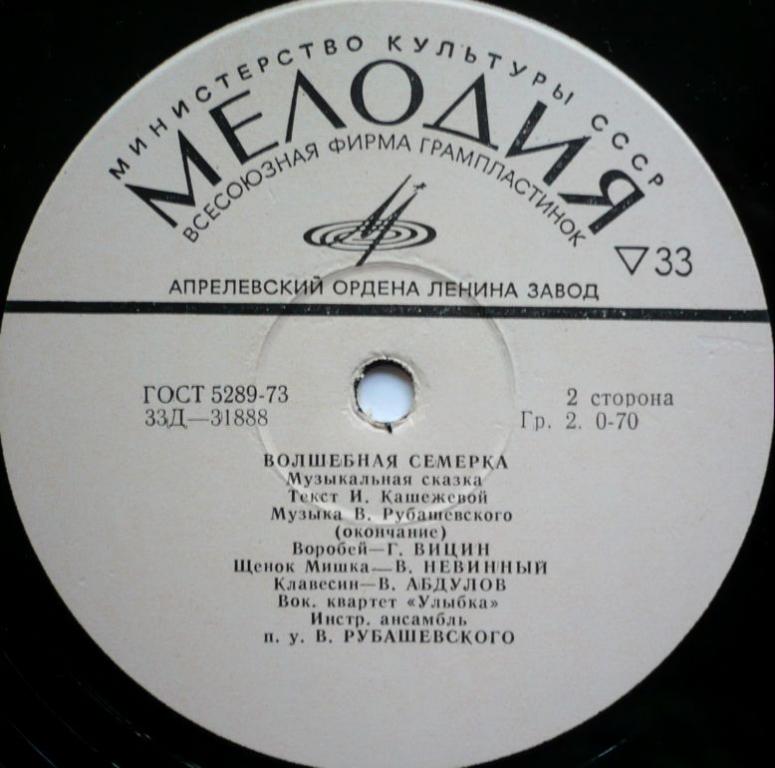 МИНИСТЕРСТВО КУЛЬТУРЫ СССР
МЕЛОДИЯ
ВСЕСОЮЗНАЯ ФИРМА ГРАМПЛАСТИНОК
▽33
АПРЕЛЕВСКИЙ ОРДЕНА ЛЕНИНА ЗАВОД
ГОСТ 5289-73
33Д—31888
2 сторона
Гр. 2. 0-70
ВОЛШЕБНАЯ СЕМЕРКА
Музыкальная сказка
Текст И. Кашежевой
Музыка В. Рубашевского
(окончание)
Воробей—Г. ВИЦИН
Щенок Мишка—В. НЕВИННЫЙ
Клавесин—В. АБДУЛОВ
Вок. квартет «Улыбка»
Инстр. ансамбль
п. у. В. РУБАШЕВСКОГО